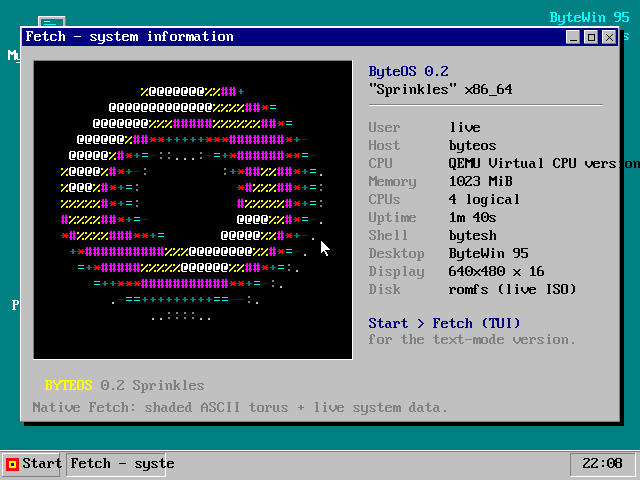 ByteWin 95
Fetch - system information
ByteOS 0.2
"Sprinkles" x86_64
User live
Host byteos
CPU QEMU Virtual CPU version
Memory 1023 MiB
CPUs 4 logical
Uptime 1m 40s
Shell bytesh
Desktop ByteWin 95
Display 640x480 x 16
Disk romfs (live ISO)
Start > Fetch (TUI)
for the text-mode version.
BYTEOS 0.2 Sprinkles
Native Fetch: shaded ASCII torus + live system data.
Start Fetch - syste 22:08